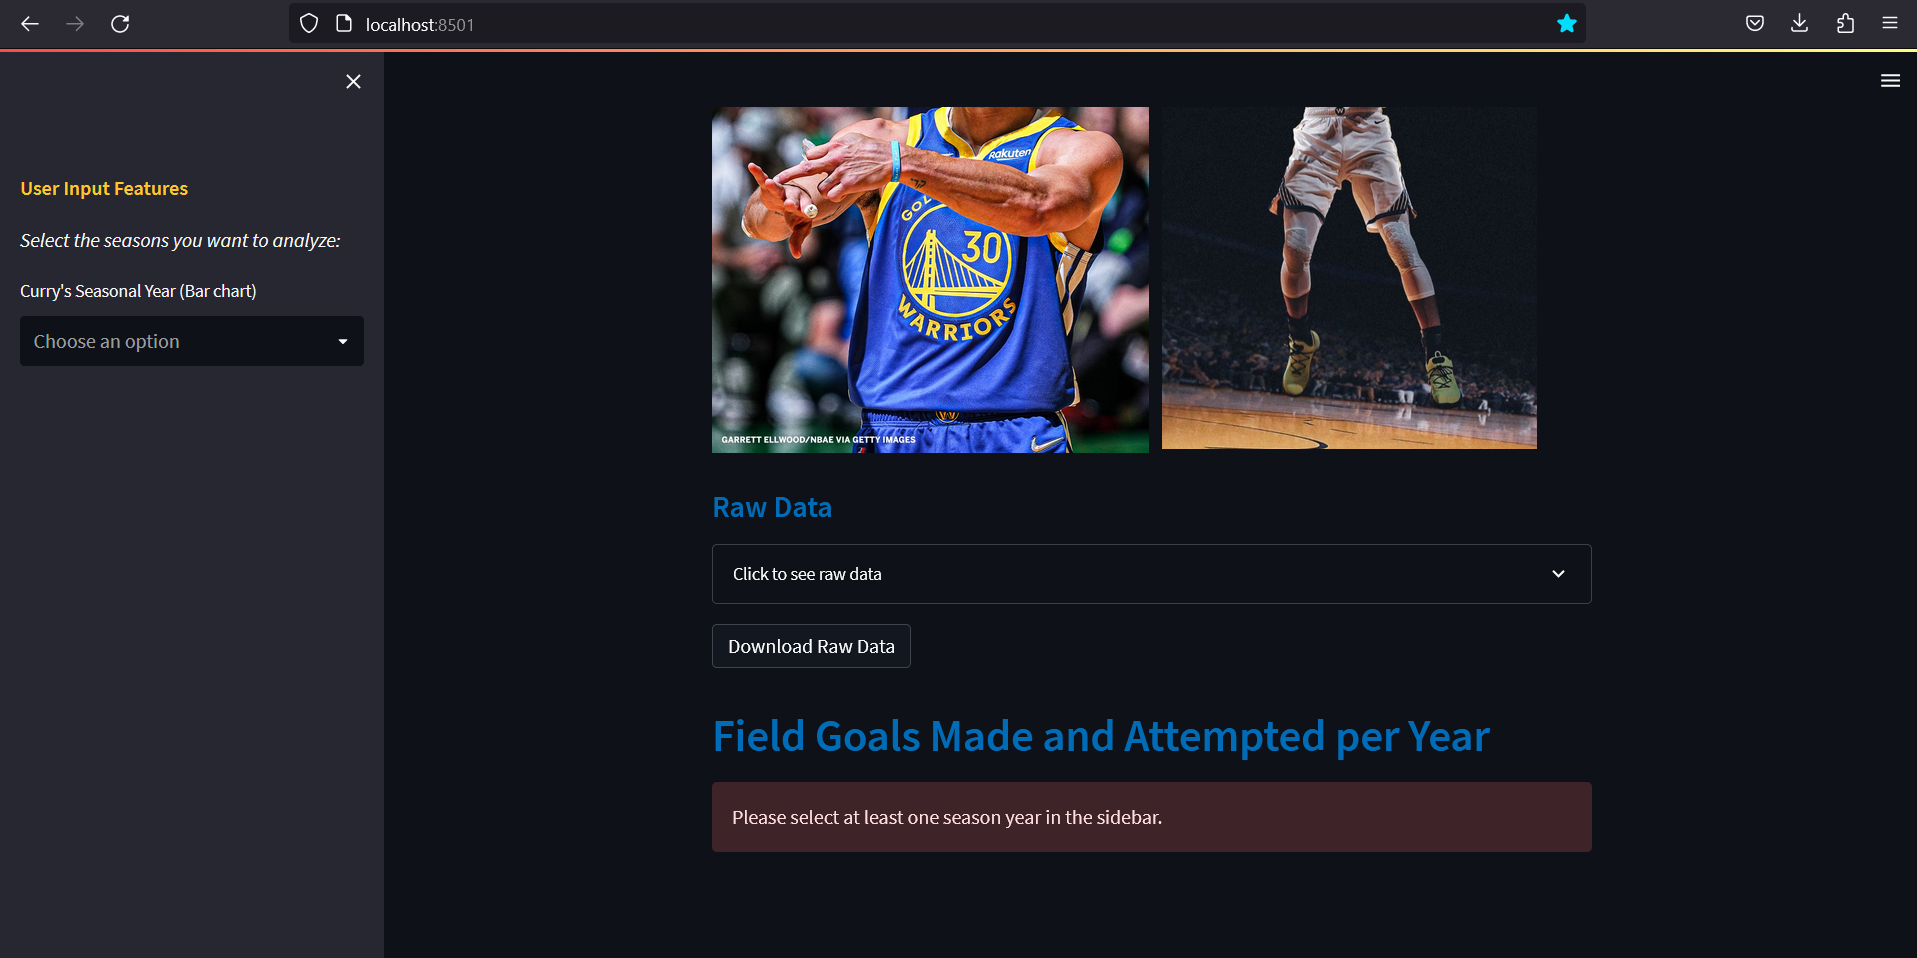 localhost:8501
User Input Features
Select the seasons you want to analyze:
Curry's Seasonal Year (Bar chart)
Choose an option
Rakuten
GOL
30
WARRIORS
GARRETT ELLWOOD/NBAE VIA GETTY IMAGES
Raw Data
Click to see raw data
Download Raw Data
Field Goals Made and Attempted per Year
Please select at least one season year in the sidebar.